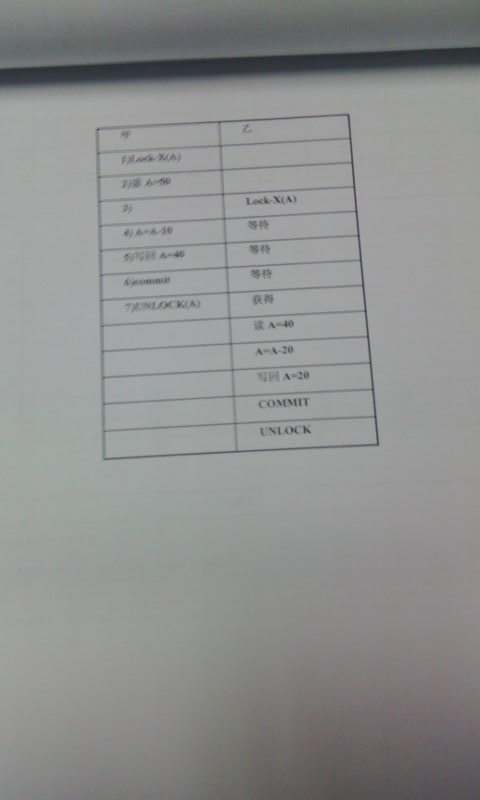 甲 乙
1)Lock-X(A)
2)读 A=50
3) Lock-X(A)
4) A=A-10 等待
5)写回 A=40 等待
6)commit 等待
7)UNLOCK(A) 获得
读 A=40
A=A-20
写回 A=20
COMMIT
UNLOCK